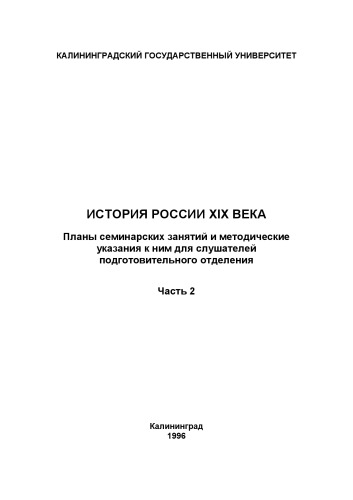 КАЛИНИНГРАДСКИЙ ГОСУДАРСТВЕННЫЙ УНИВЕРСИТЕТ
ИСТОРИЯ РОССИИ XIX ВЕКА
Планы семинарских занятий и методические
указания к ним для слушателей
подготовительного отделения
Часть 2
Калининград
1996